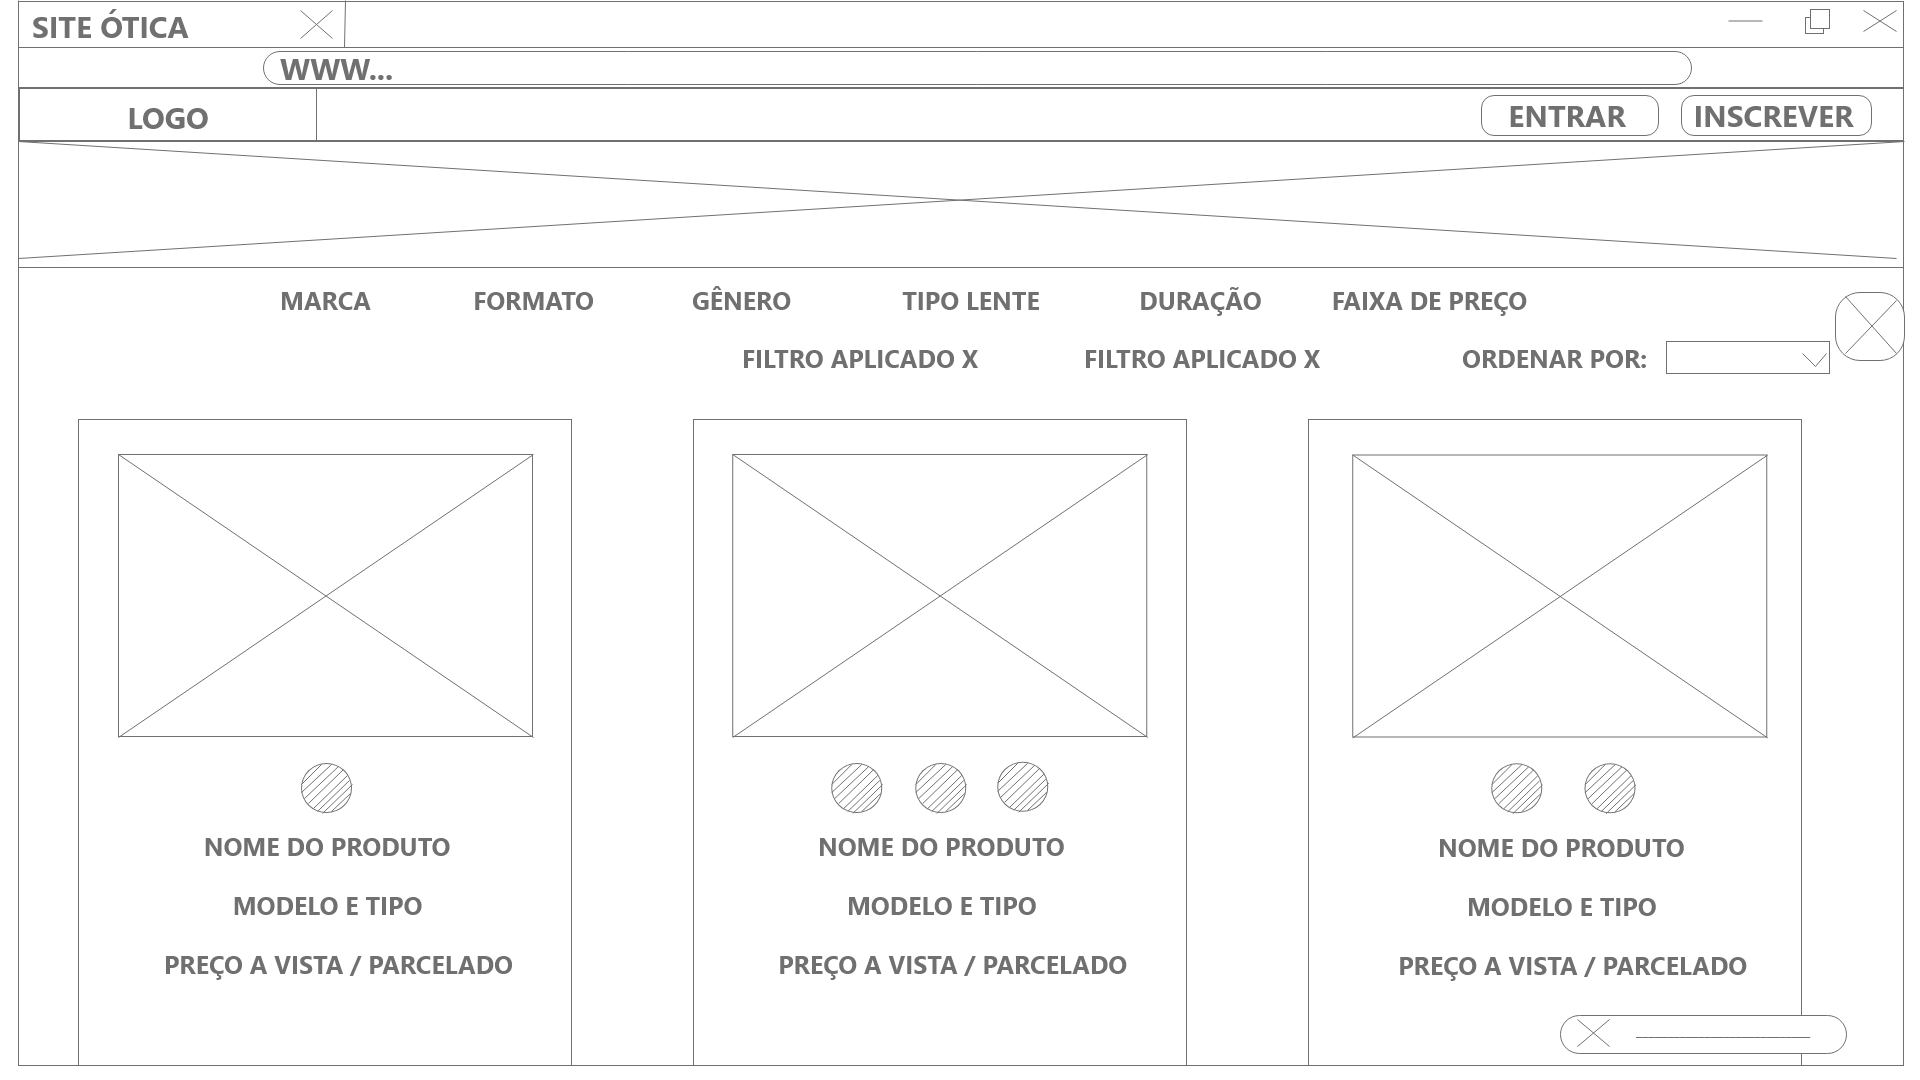 SITE ÓTICA
WWW...
LOGO
ENTRAR
INSCREVER
MARCA FORMATO GÊNERO TIPO LENTE DURAÇÃO FAIXA DE PREÇO
FILTRO APLICADO X FILTRO APLICADO X ORDENAR POR:
NOME DO PRODUTO
MODELO E TIPO
PREÇO A VISTA / PARCELADO
NOME DO PRODUTO
MODELO E TIPO
PREÇO A VISTA / PARCELADO
NOME DO PRODUTO
MODELO E TIPO
PREÇO A VISTA / PARCELADO